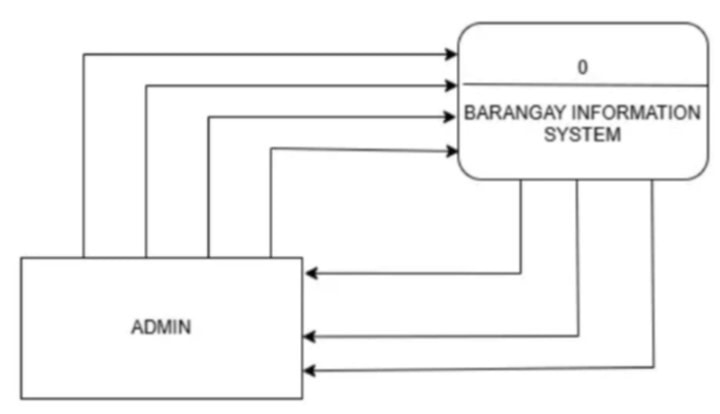 0
BARANGAY INFORMATION
SYSTEM
ADMIN